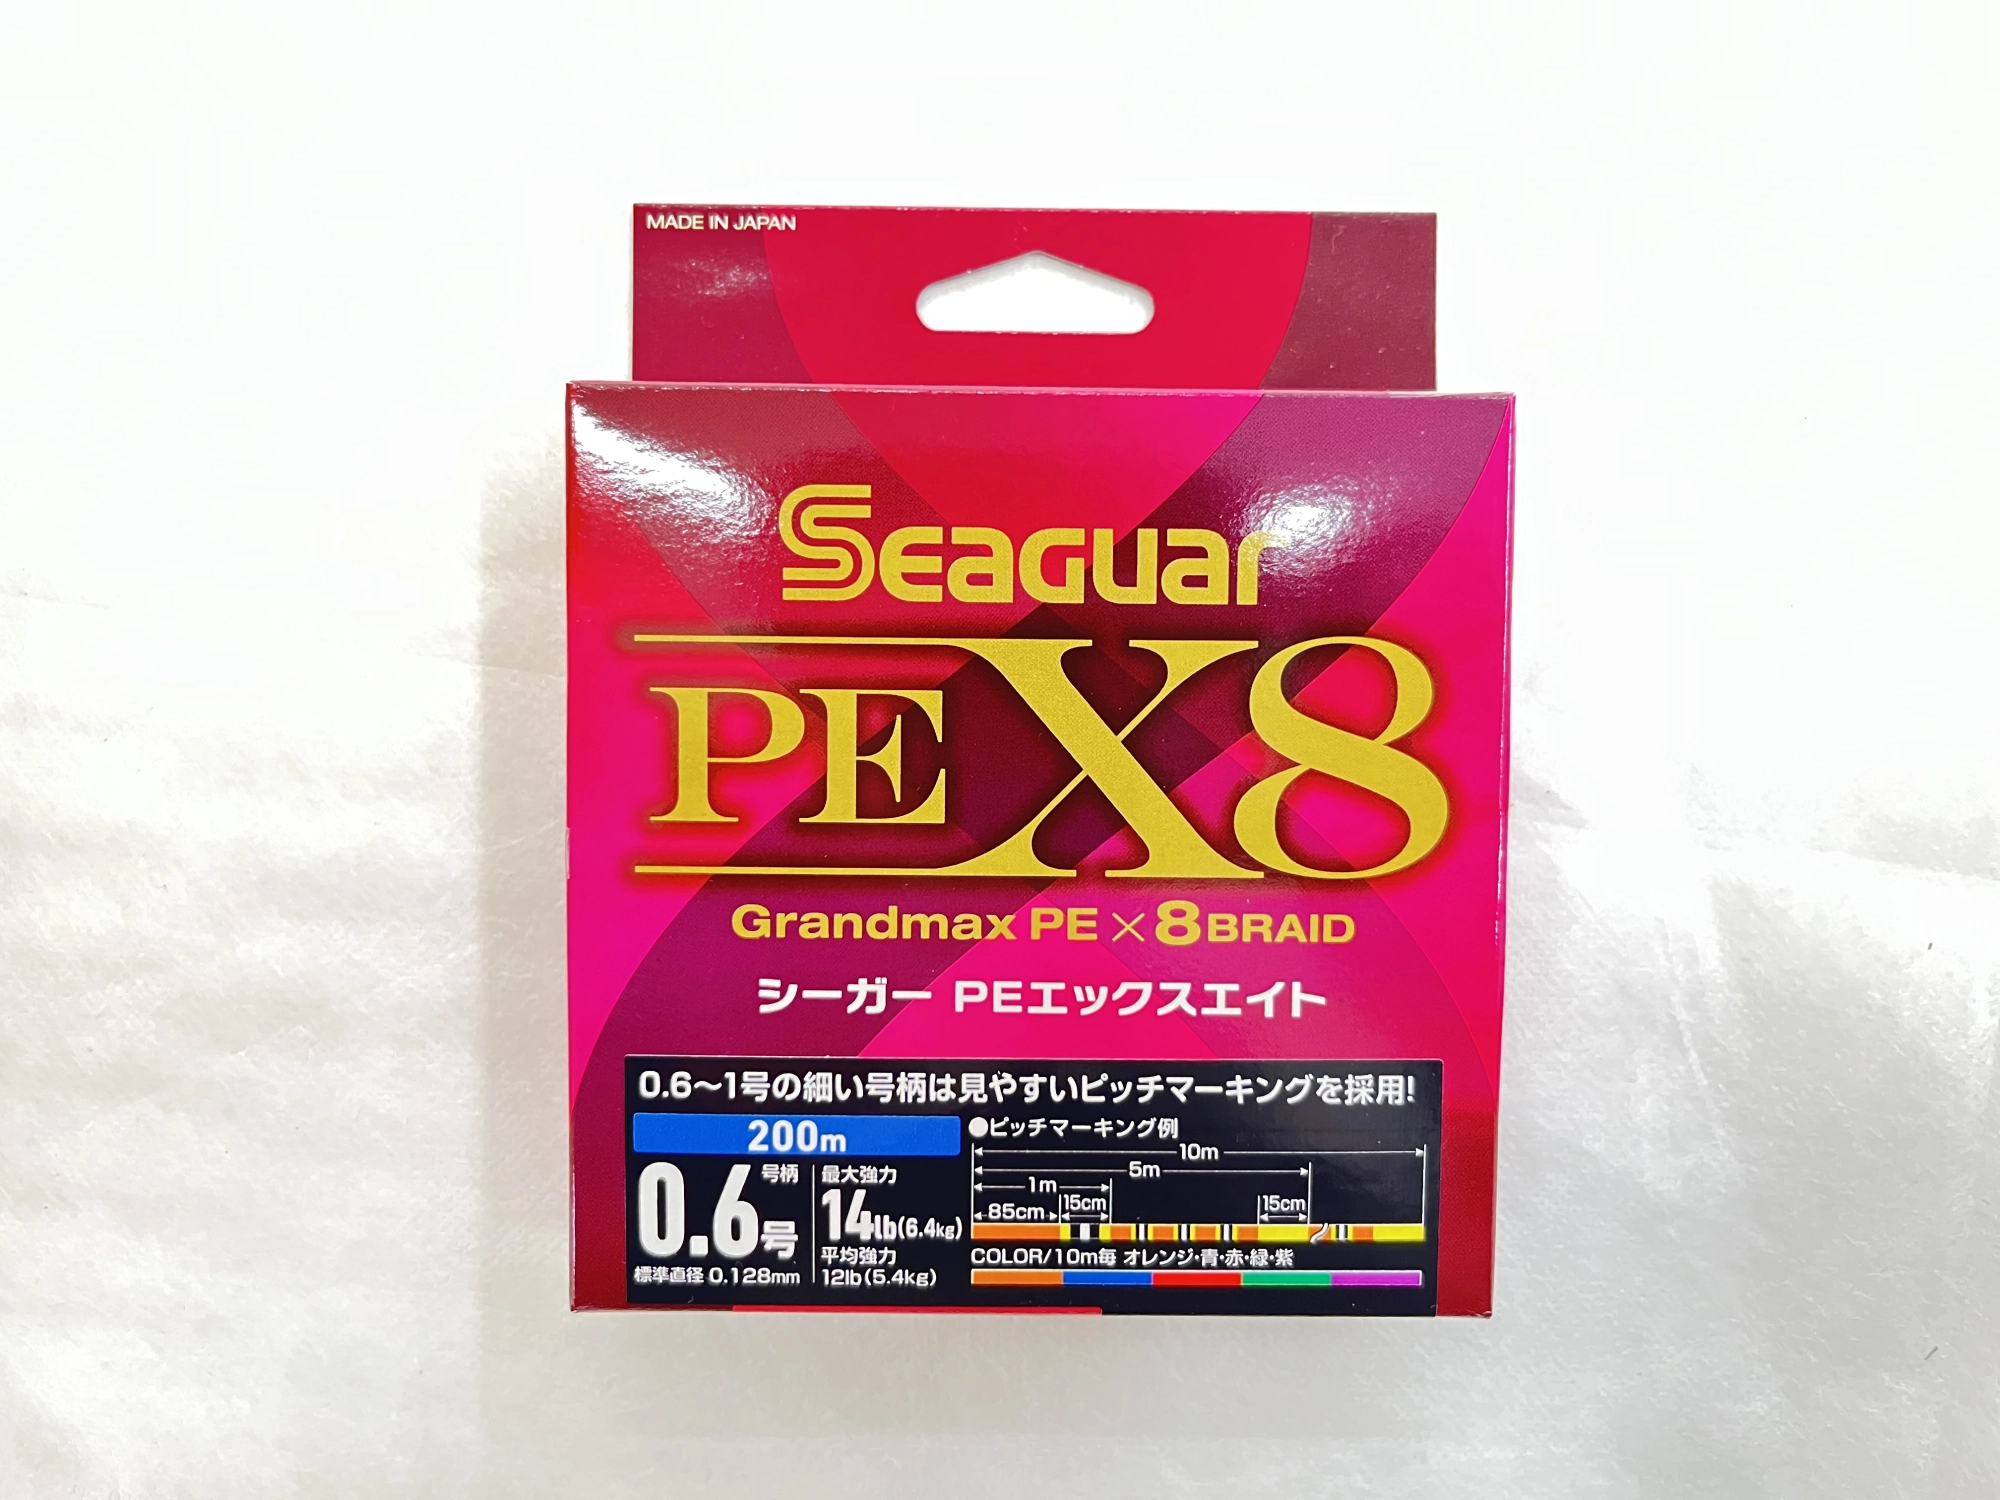 MADE IN JAPAN
Seaguar
PE X8
Grandmax PE × 8 BRAID
シーガー PEエックスエイト
0.6〜1号の細い号柄は見やすいピッチマーキングを採用!
200m
0.6号 号柄
標準直径 0.128mm
最大強力
14lb(6.4kg)
平均強力
12lb(5.4kg)
●ピッチマーキング例
10m
5m
1m
85cm 15cm 15cm
COLOR/10m毎 オレンジ・青・赤・緑・紫